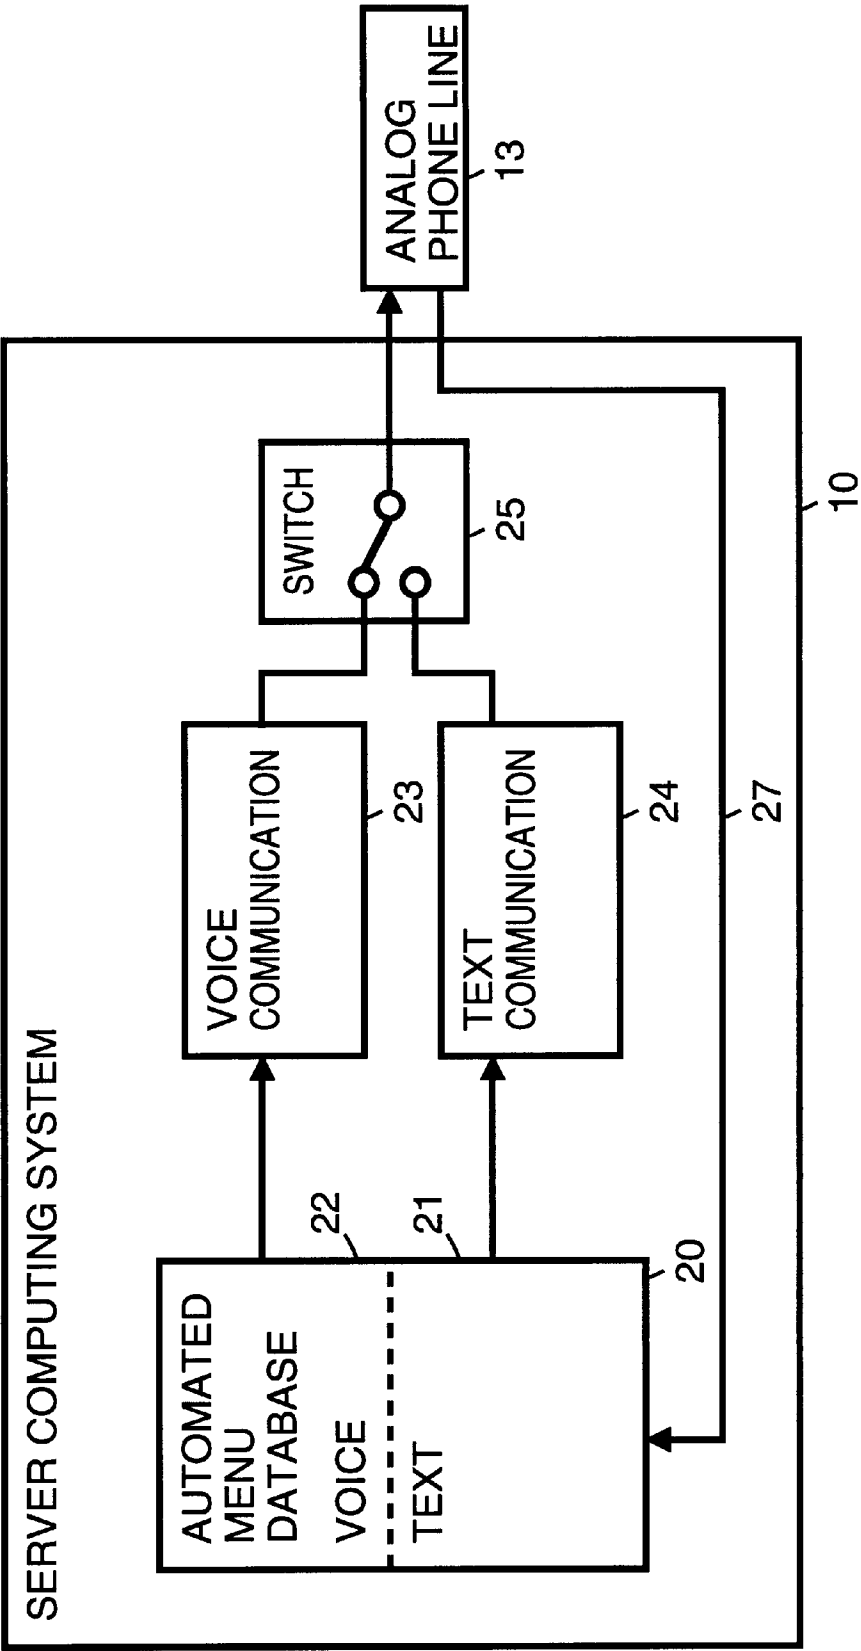 SERVER COMPUTING SYSTEM
AUTOMATED
MENU
DATABASE
VOICE
TEXT
22
21
20
VOICE
COMMUNICATION
23
TEXT
COMMUNICATION
24
SWITCH
25
27
10
ANALOG
PHONE LINE
13